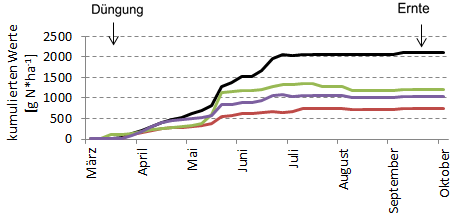 Düngung
Ernte
kumulierten Werte
[g N*ha⁻¹]
2500
2000
1500
1000
500
0
März
April
Mai
Juni
Juli
August
September
Oktober